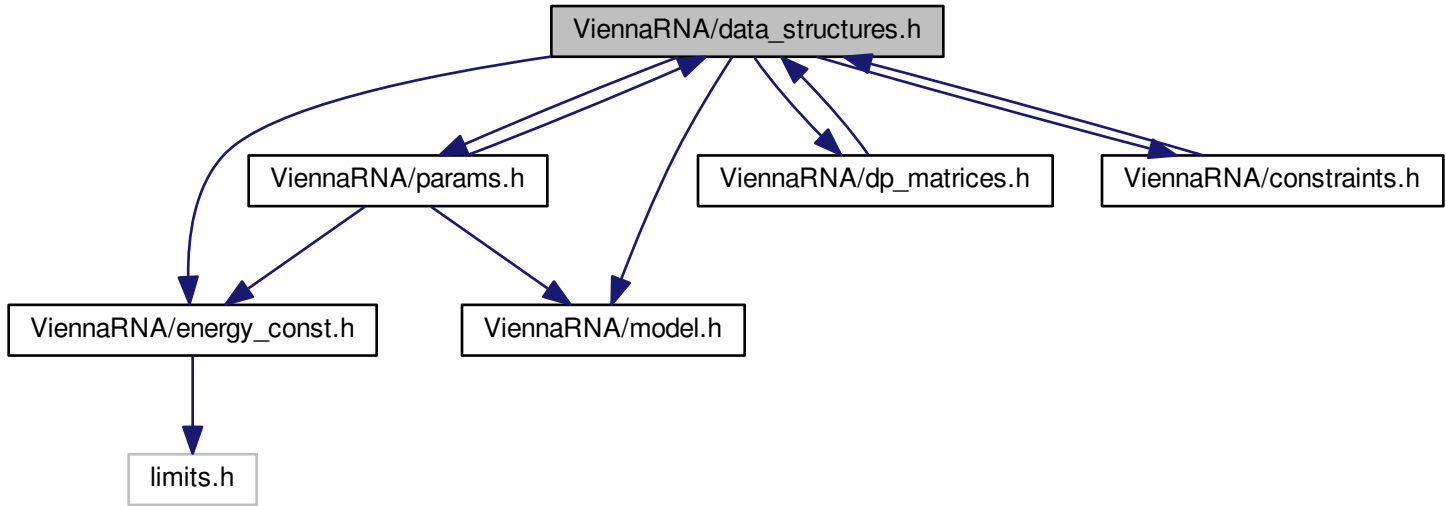 ViennaRNA/data_structures.h
ViennaRNA/params.h
ViennaRNA/dp_matrices.h
ViennaRNA/constraints.h
ViennaRNA/energy_const.h
ViennaRNA/model.h
limits.h